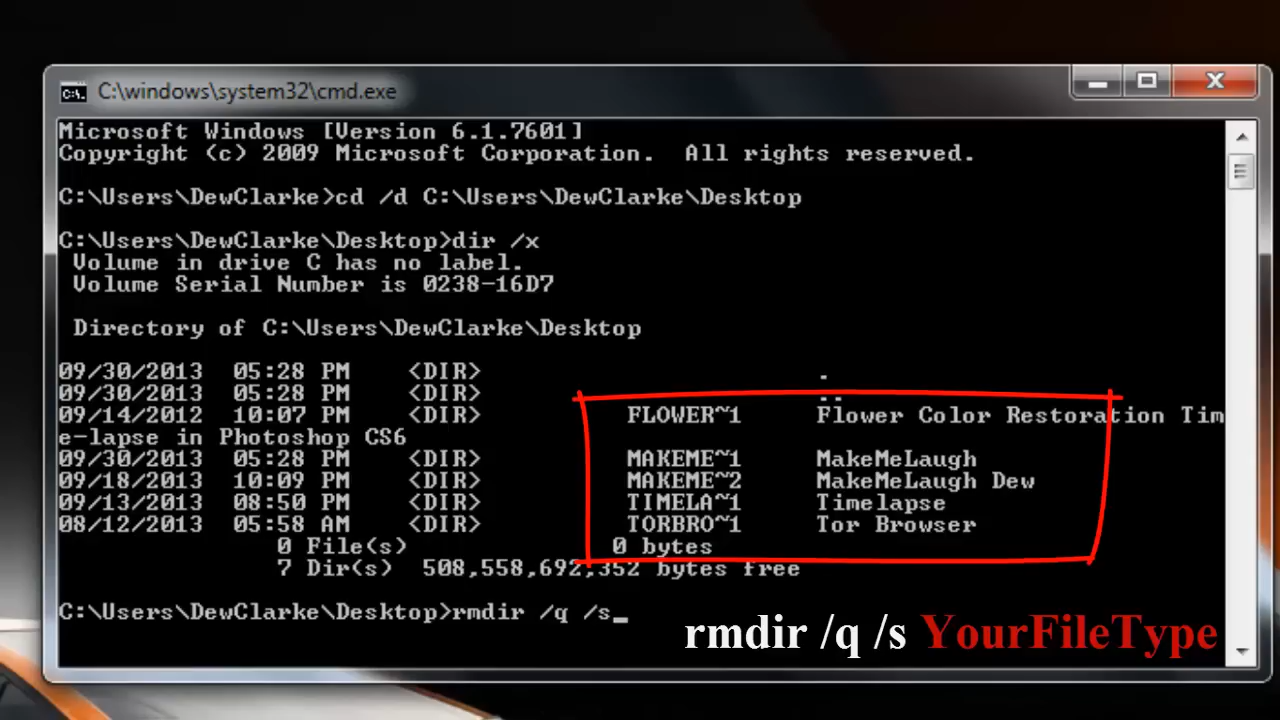 C:\windows\system32\cmd.exe
Microsoft Windows [Version 6.1.7601]
Copyright (c) 2009 Microsoft Corporation.  All rights reserved.
C:\Users\DewClarke>cd /d C:\Users\DewClarke\Desktop
C:\Users\DewClarke\Desktop>dir /x
Volume in drive C has no label.
Volume Serial Number is 0238-16D7
Directory of C:\Users\DewClarke\Desktop
09/30/2013  05:28 PM    <DIR>                       .
09/30/2013  05:28 PM    <DIR>                       ..
09/14/2012  10:07 PM    <DIR>          FLOWER~1     Flower Color Restoration Tim
e-lapse in Photoshop CS6
09/30/2013  05:28 PM    <DIR>          MAKEME~1     MakeMeLaugh
09/18/2013  10:09 PM    <DIR>          MAKEME~2     MakeMeLaugh Dew
09/13/2013  08:50 PM    <DIR>          TIMELA~1     Timelapse
08/12/2013  05:58 AM    <DIR>          TORBRO~1     Tor Browser
0 File(s)              0 bytes
7 Dir(s)  508,558,692,352 bytes free
C:\Users\DewClarke\Desktop>rmdir /q /s_
rmdir /q /s YourFileType